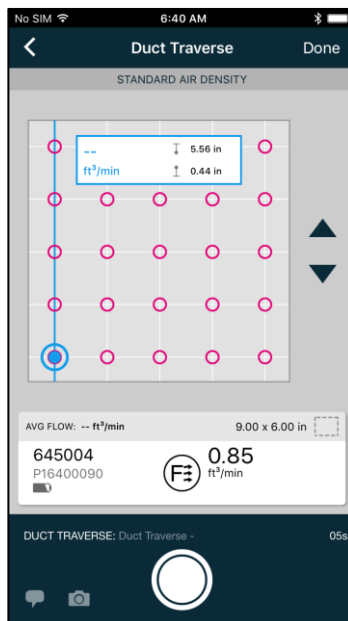 No SIM 6:40 AM
Duct Traverse Done
STANDARD AIR DENSITY
-- 5.56 in
ft³/min 0.44 in
AVG FLOW: -- ft³/min 9.00 x 6.00 in
645004 0.85
P16400090 ft³/min
F
DUCT TRAVERSE: Duct Traverse - 05s